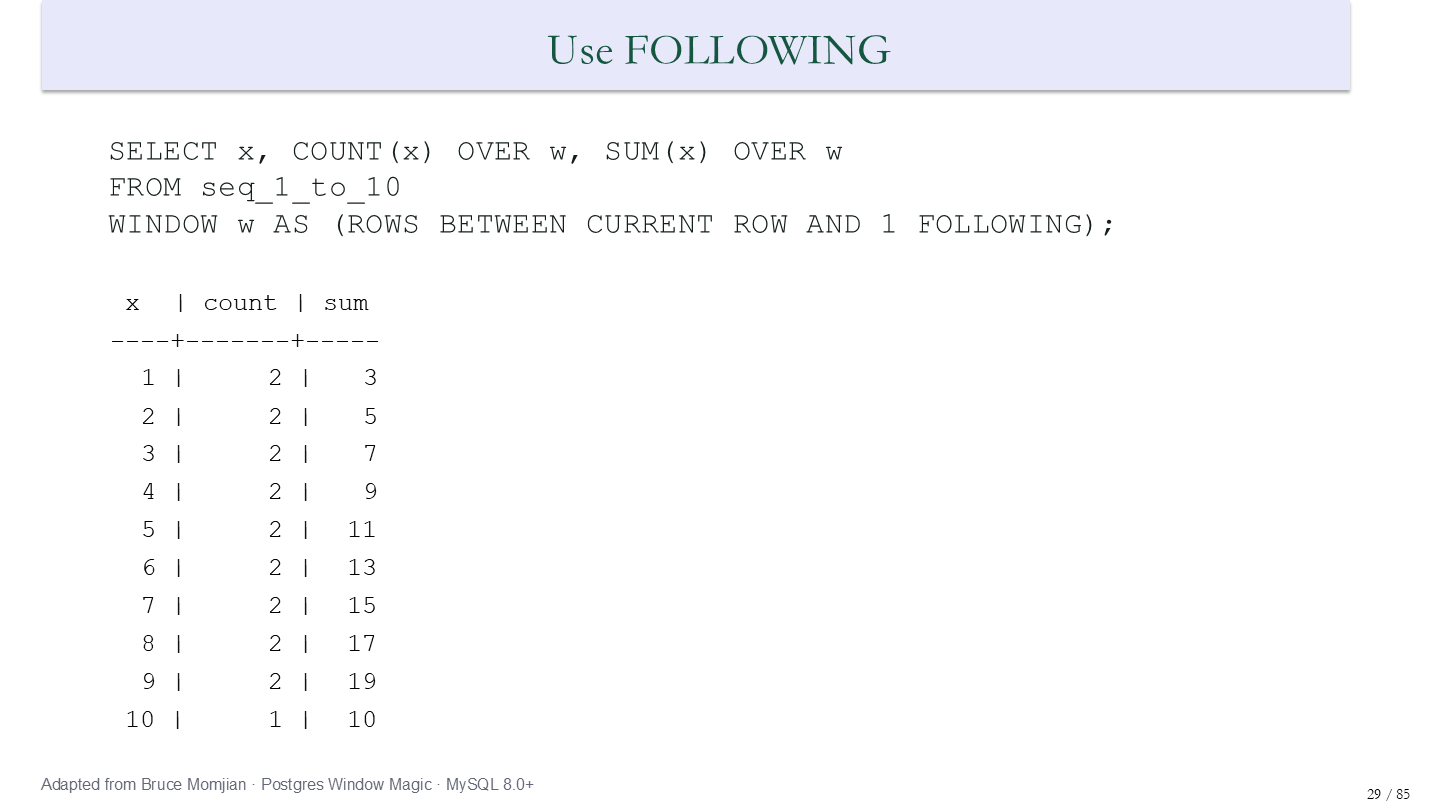 Use FOLLOWING
SELECT x, COUNT(x) OVER w, SUM(x) OVER w
FROM seq_1_to_10
WINDOW w AS (ROWS BETWEEN CURRENT ROW AND 1 FOLLOWING);
 x  | count | sum
----+-------+-----
  1 |     2 |   3
  2 |     2 |   5
  3 |     2 |   7
  4 |     2 |   9
  5 |     2 |  11
  6 |     2 |  13
  7 |     2 |  15
  8 |     2 |  17
  9 |     2 |  19
 10 |     1 |  10
Adapted from Bruce Momjian · Postgres Window Magic · MySQL 8.0+
29 / 85